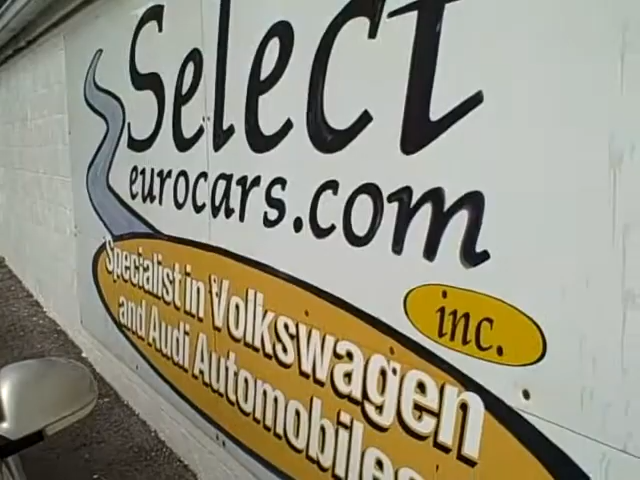 Select
eurocars.com
inc.
Specialist in Volkswagen
and Audi Automobiles